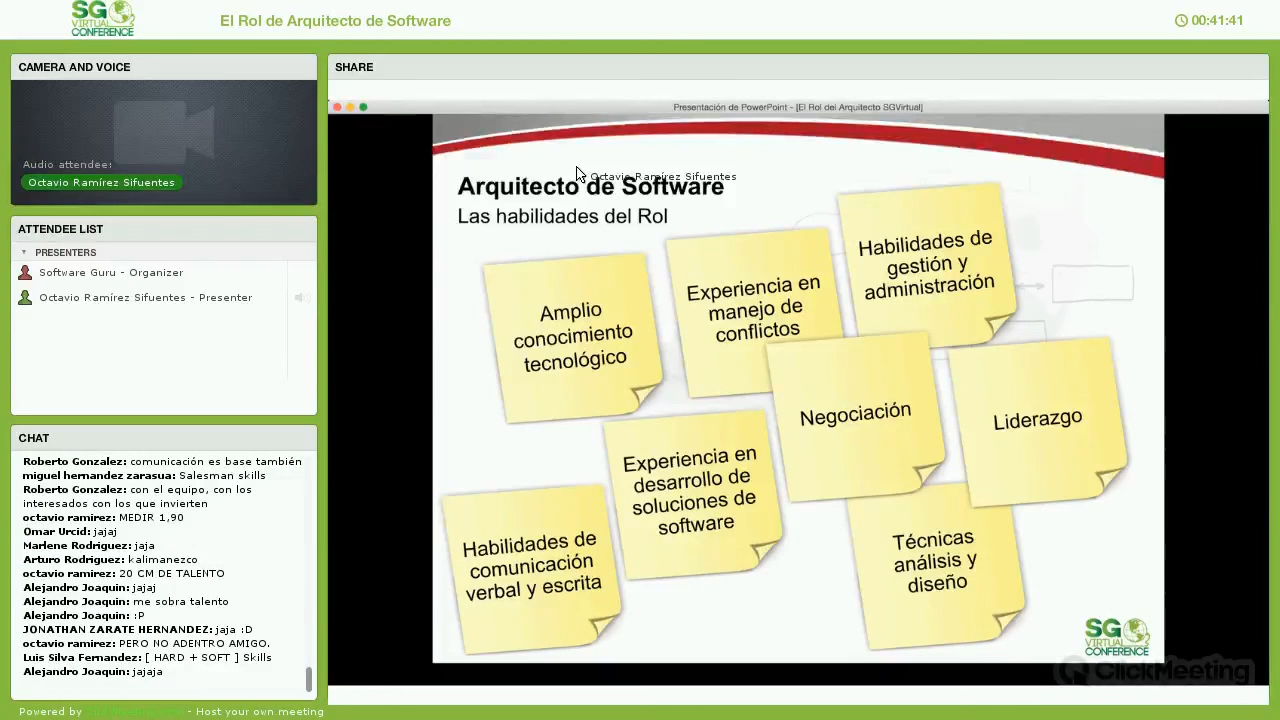 SG
VIRTUAL
CONFERENCE
El Rol de Arquitecto de Software
00:41:41
CAMERA AND VOICE
Audio attendee:
Octavio Ramírez Sifuentes
ATTENDEE LIST
PRESENTERS
Software Guru - Organizer
Octavio Ramírez Sifuentes - Presenter
CHAT
Roberto Gonzalez: comunicación es base también
miguel hernandez zarasua: Salesman skills
Roberto Gonzalez: con el equipo, con los
interesados con los que invierten
octavio ramirez: MEDIR 1,90
Omar Urcid: jajaj
Marlene Rodriguez: jaja
Arturo Rodriguez: kalimanezco
octavio ramirez: 20 CM DE TALENTO
Alejandro Joaquin: jajaj
Alejandro Joaquin: me sobra talento
Alejandro Joaquin: :P
JONATHAN ZARATE HERNANDEZ: jaja :D
octavio ramirez: PERO NO ADENTRO AMIGO.
Luis Silva Fernandez: [ HARD + SOFT ] Skills
Alejandro Joaquin: jajaja
Powered by
- Host your own meeting
SHARE
Presentación de PowerPoint - [El Rol del Arquitecto SGVirtual]
Octavio Ramírez Sifuentes
Arquitecto de Software
Las habilidades del Rol
Amplio
conocimiento
tecnológico
Experiencia en
manejo de
conflictos
Habilidades de
gestión y
administración
Negociación
Liderazgo
Experiencia en
desarrollo de
soluciones de
software
Habilidades de
comunicación
verbal y escrita
Técnicas
análisis y
diseño
SG
VIRTUAL
CONFERENCE
ClickMeeting